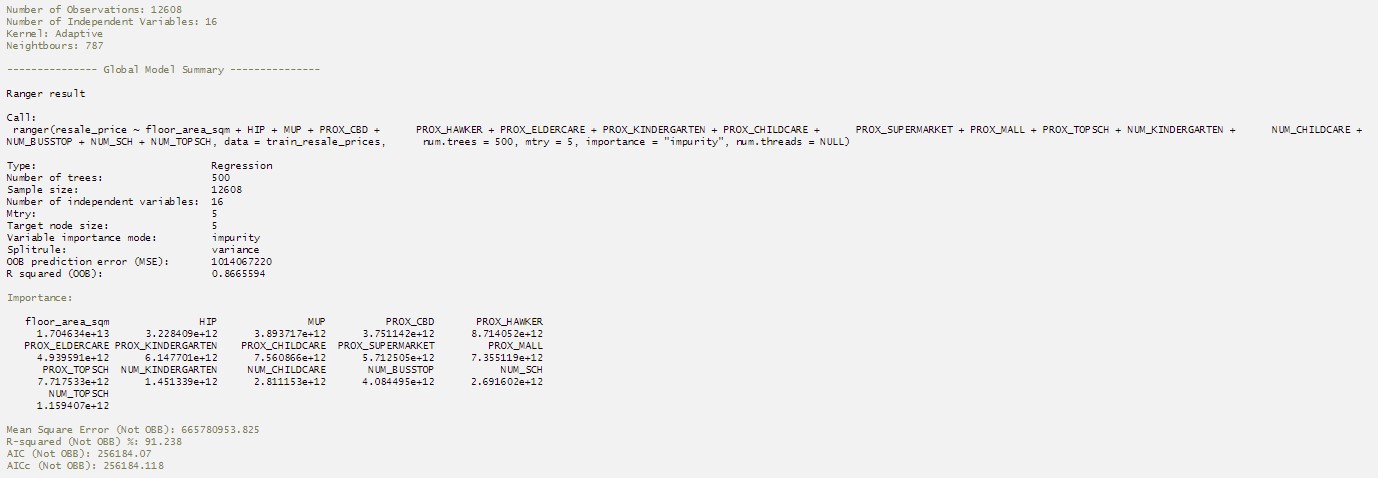 Number of Observations: 12608
Number of Independent Variables: 16
Kernel: Adaptive
Neightbours: 787
--------------- Global Model Summary ---------------
Ranger result
Call:
ranger(resale_price ~ floor_area_sqm + HIP + MUP + PROX_CBD +      PROX_HAWKER + PROX_ELDERCARE + PROX_KINDERGARTEN + PROX_CHILDCARE +      PROX_SUPERMARKET + PROX_MALL + PROX_TOPSCH + NUM_KINDERGARTEN +      NUM_CHILDCARE +
NUM_BUSSTOP + NUM_SCH + NUM_TOPSCH, data = train_resale_prices,      num.trees = 500, mtry = 5, importance = "impurity", num.threads = NULL)
Type:                             Regression
Number of trees:                  500
Sample size:                      12608
Number of independent variables:  16
Mtry:                             5
Target node size:                 5
Variable importance mode:         impurity
Splitrule:                        variance
OOB prediction error (MSE):       1014067220
R squared (OOB):                  0.8665594
Importance:
floor_area_sqm               HIP               MUP          PROX_CBD       PROX_HAWKER
1.704634e+13      3.228409e+12      3.893717e+12      3.751142e+12      8.714052e+12
PROX_ELDERCARE PROX_KINDERGARTEN    PROX_CHILDCARE  PROX_SUPERMARKET         PROX_MALL
4.939591e+12      6.147701e+12      7.560866e+12      5.712505e+12      7.355119e+12
PROX_TOPSCH  NUM_KINDERGARTEN     NUM_CHILDCARE       NUM_BUSSTOP           NUM_SCH
7.717533e+12      1.451339e+12      2.811153e+12      4.084495e+12      2.691602e+12
NUM_TOPSCH
1.159407e+12
Mean Square Error (Not OBB): 665780953.825
R-squared (Not OBB) %: 91.238
AIC (Not OBB): 256184.07
AICc (Not OBB): 256184.118